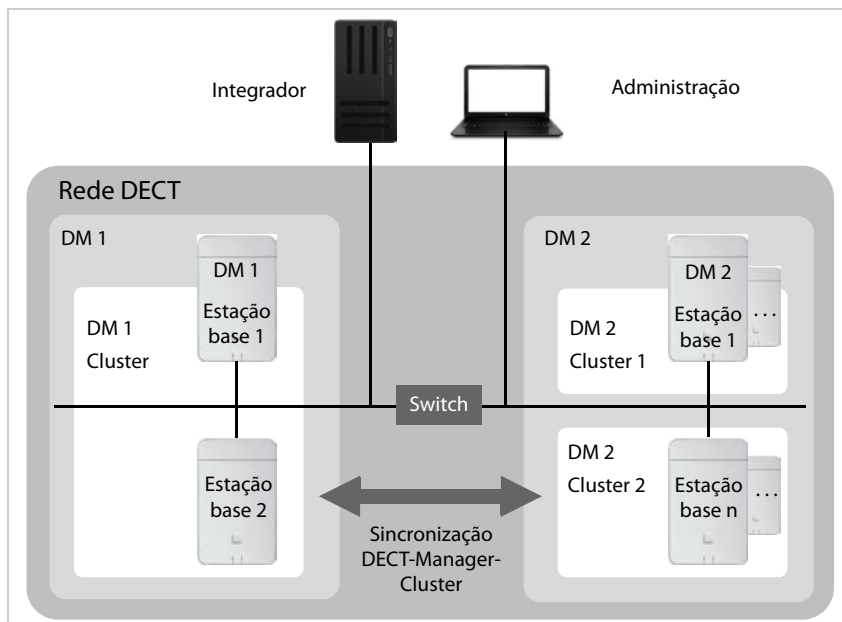 Integrador
Administração
Rede DECT
DM 1
DM 1
Estação
base 1
DM 1
Cluster
Estação
base 2
Switch
Sincronização
DECT-Manager-
Cluster
DM 2
DM 2
Estação
base 1
...
DM 2
Cluster 1
DM 2
Cluster 2
Estação
base n
...